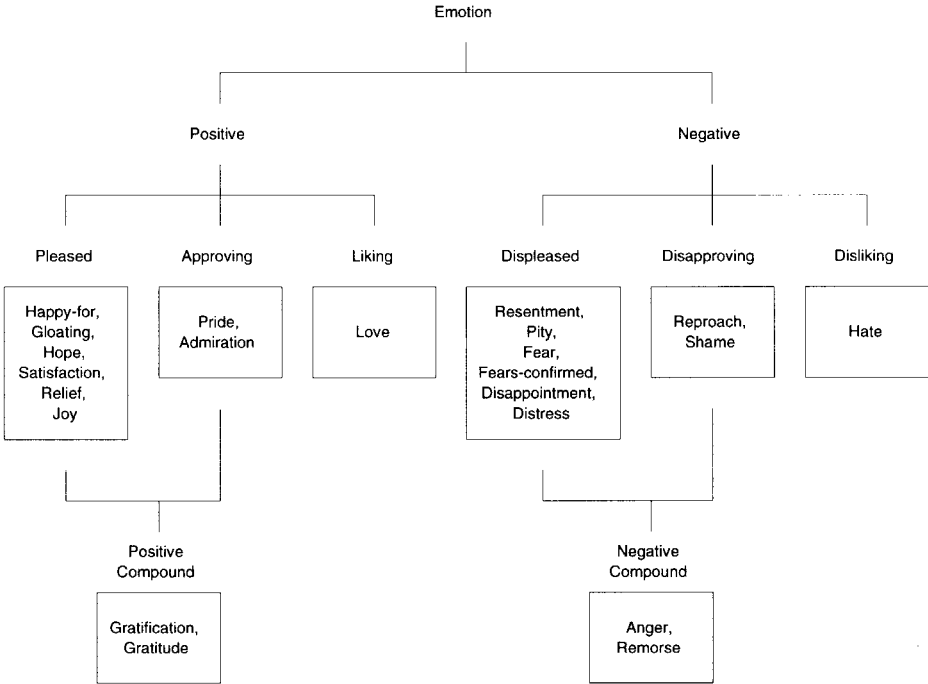 Emotion
Positive
Negative
Pleased
Approving
Liking
Displeased
Disapproving
Disliking
Happy-for,
Gloating,
Hope,
Satisfaction,
Relief,
Joy
Pride,
Admiration
Love
Resentment,
Pity,
Fear,
Fears-confirmed,
Disappointment,
Distress
Reproach,
Shame
Hate
Positive
Compound
Gratification,
Gratitude
Negative
Compound
Anger,
Remorse